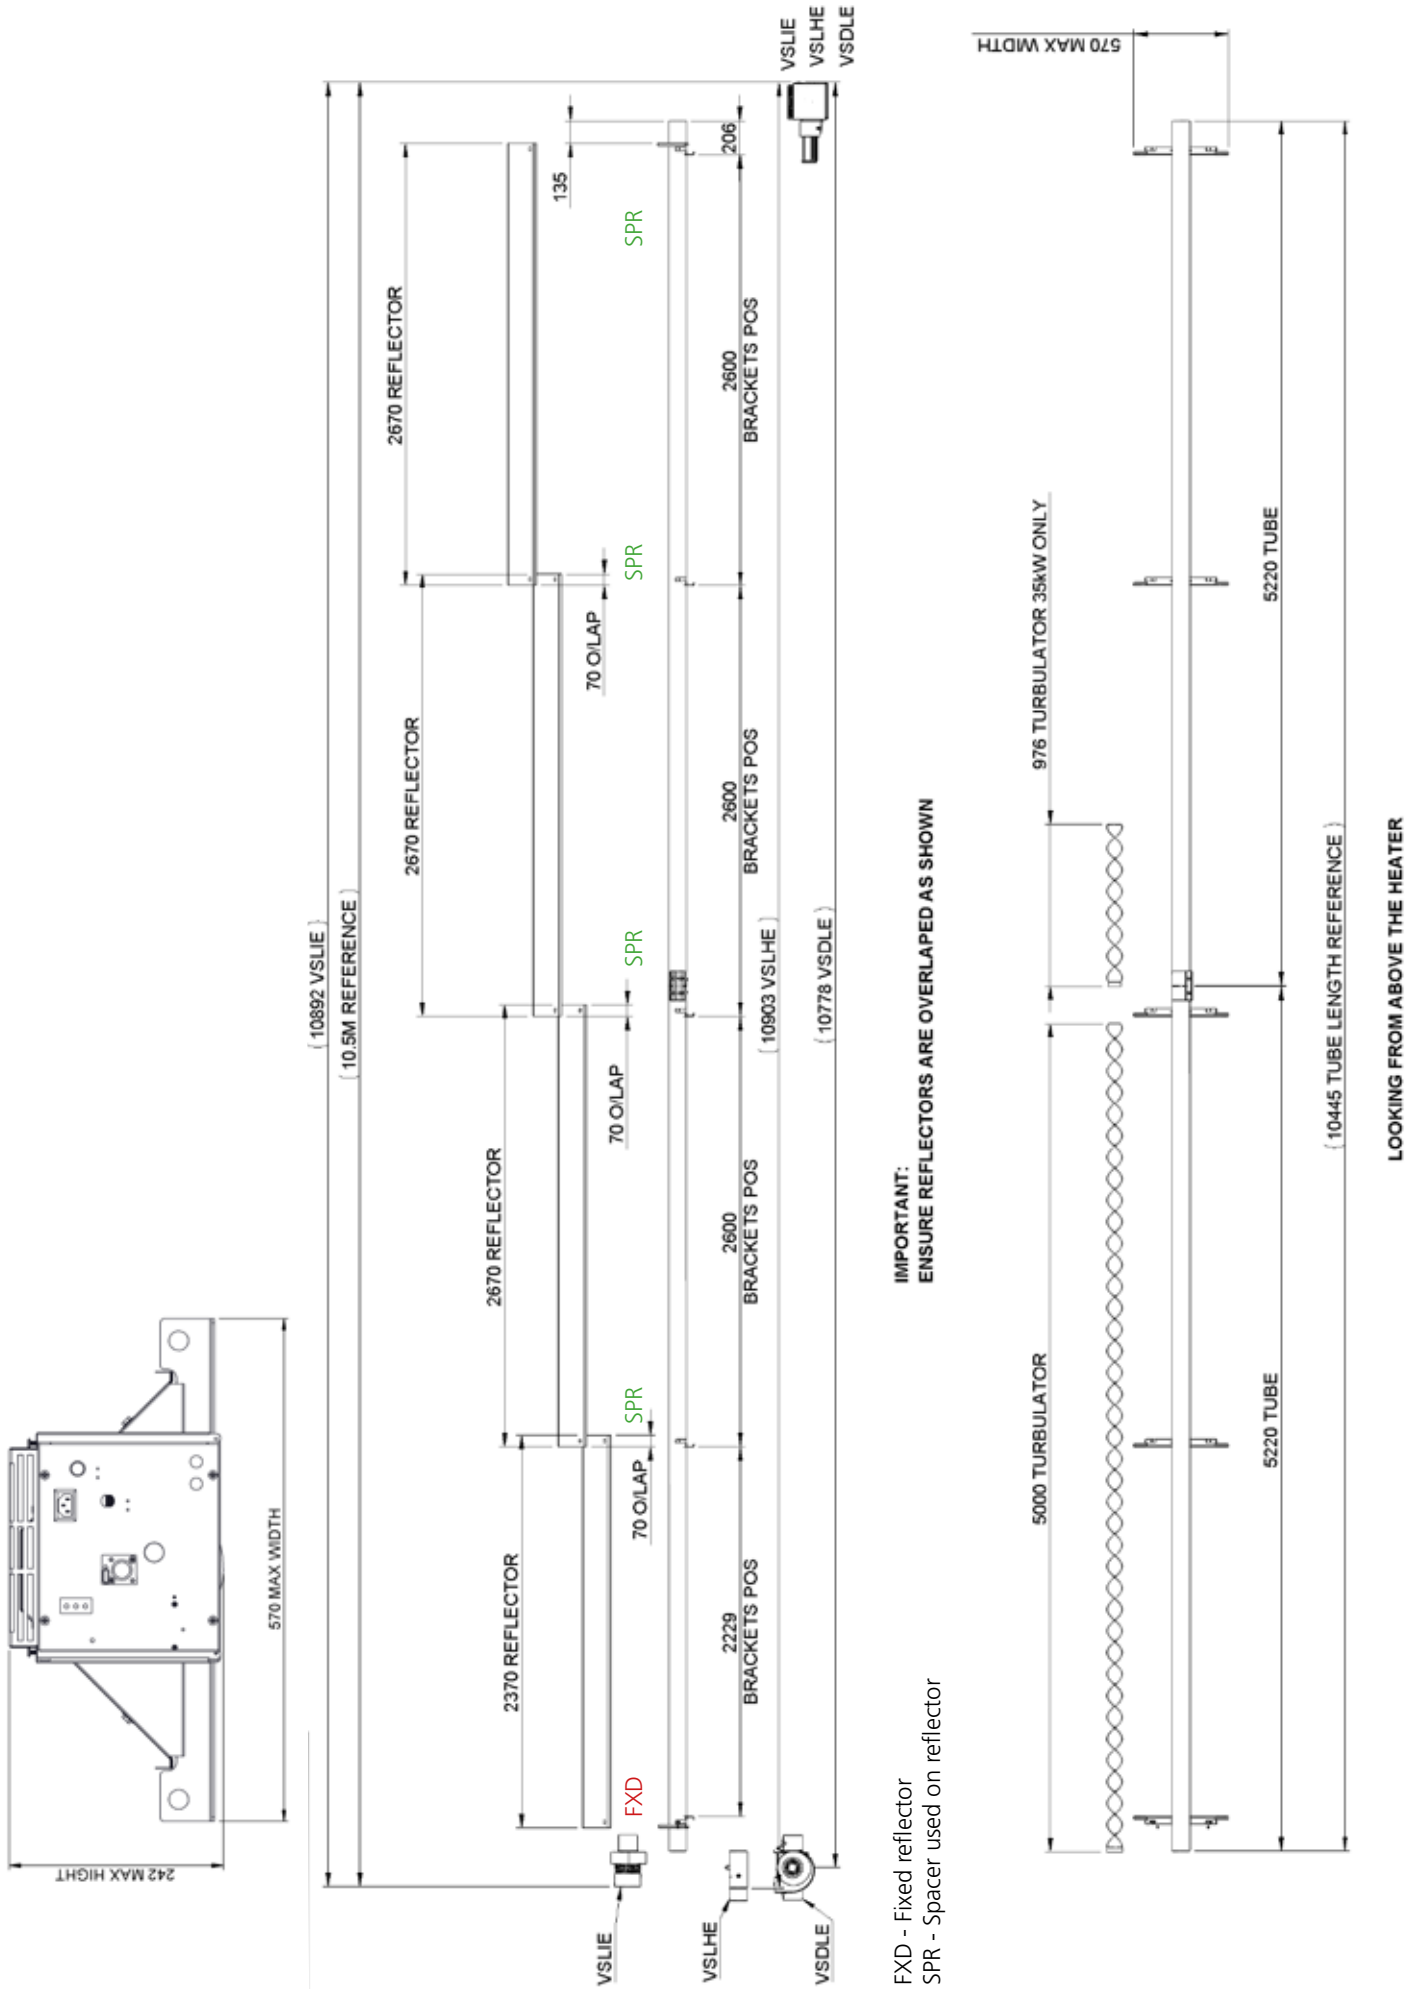 242 MAX HIGHT
570 MAX WIDTH
( 10892 VSLIE )
( 10.5M REFERENCE )
2370 REFLECTOR
2670 REFLECTOR
2670 REFLECTOR
2670 REFLECTOR
70 O/LAP
70 O/LAP
70 O/LAP
135
VSLIE
FXD
SPR
SPR
SPR
SPR
2229
BRACKETS POS
2600
BRACKETS POS
2600
BRACKETS POS
2600
BRACKETS POS
206
VSLHE
( 10903 VSLHE )
VSDLE
( 10778 VSDLE )
VSLIE
VSLHE
VSDLE
FXD - Fixed reflector
SPR - Spacer used on reflector
IMPORTANT:
ENSURE REFLECTORS ARE OVERLAPED AS SHOWN
570 MAX WIDTH
5000 TURBULATOR
976 TURBULATOR 35kW ONLY
5220 TUBE
5220 TUBE
( 10445 TUBE LENGTH REFERENCE )
LOOKING FROM ABOVE THE HEATER